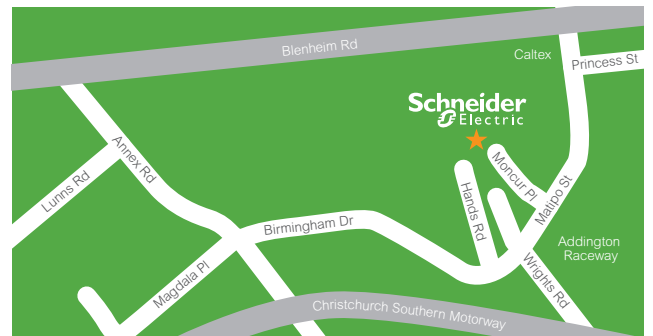 Blenheim Rd
Caltex
Princess St
Schneider
Electric
Annex Rd
Lunns Rd
Moncur Pl
Hands Rd
Matipo St
Birmingham Dr
Addington
Raceway
Magdala Pl
Wrights Rd
Christchurch Southern Motorway